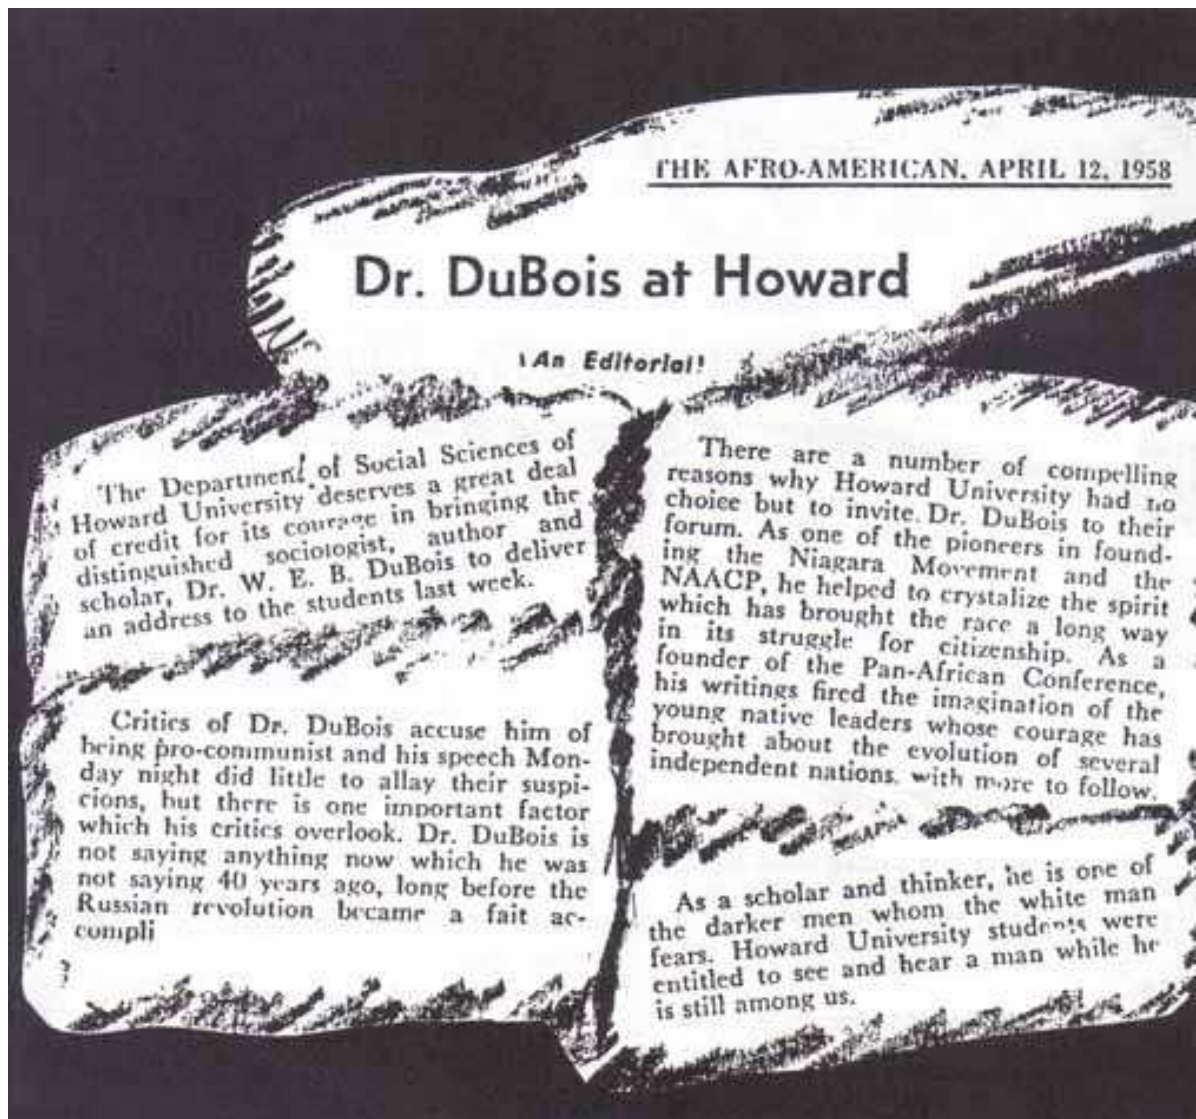 THE AFRO-AMERICAN, APRIL 12, 1958
Dr. DuBois at Howard
(An Editorial)
The Department of Social Sciences of
Howard University deserves a great deal
of credit for its courage in bringing the
distinguished sociologist, author and
scholar, Dr. W. E. B. DuBois to deliver
an address to the students last week.
Critics of Dr. DuBois accuse him of
being pro-communist and his speech Mon-
day night did little to allay their suspi-
cions, but there is one important factor
which his critics overlook. Dr. DuBois is
not saying anything now which he was
not saying 40 years ago, long before the
Russian revolution became a fait ac-
compli
There are a number of compelling
reasons why Howard University had no
choice but to invite Dr. DuBois to their
forum. As one of the pioneers in found-
ing the Niagara Movement and the
NAACP, he helped to crystalize the spirit
which has brought the race a long way
in its struggle for citizenship. As a
founder of the Pan-African Conference,
his writings fired the imagination of the
young native leaders whose courage has
brought about the evolution of several
independent nations. with more to follow.
As a scholar and thinker, he is one of
the darker men whom the white man
fears. Howard University students were
entitled to see and hear a man while he
is still among us.